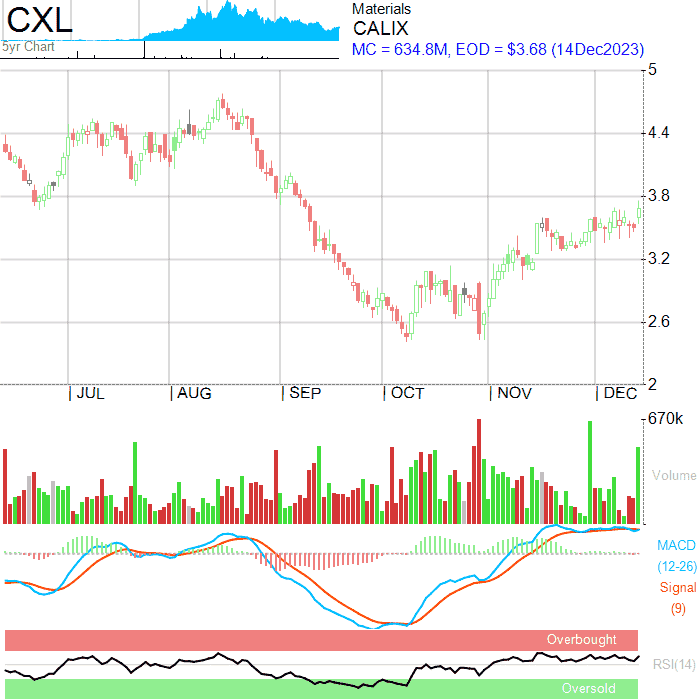 CXL
5yr Chart
Materials
CALIX
MC = 634.8M, EOD = $3.68 (14Dec2023)
5
4.4
3.8
3.2
2.6
2
JUL
AUG
SEP
OCT
NOV
DEC
670k
Volume
MACD
(12-26)
Signal
(9)
Overbought
RSI(14)
Oversold